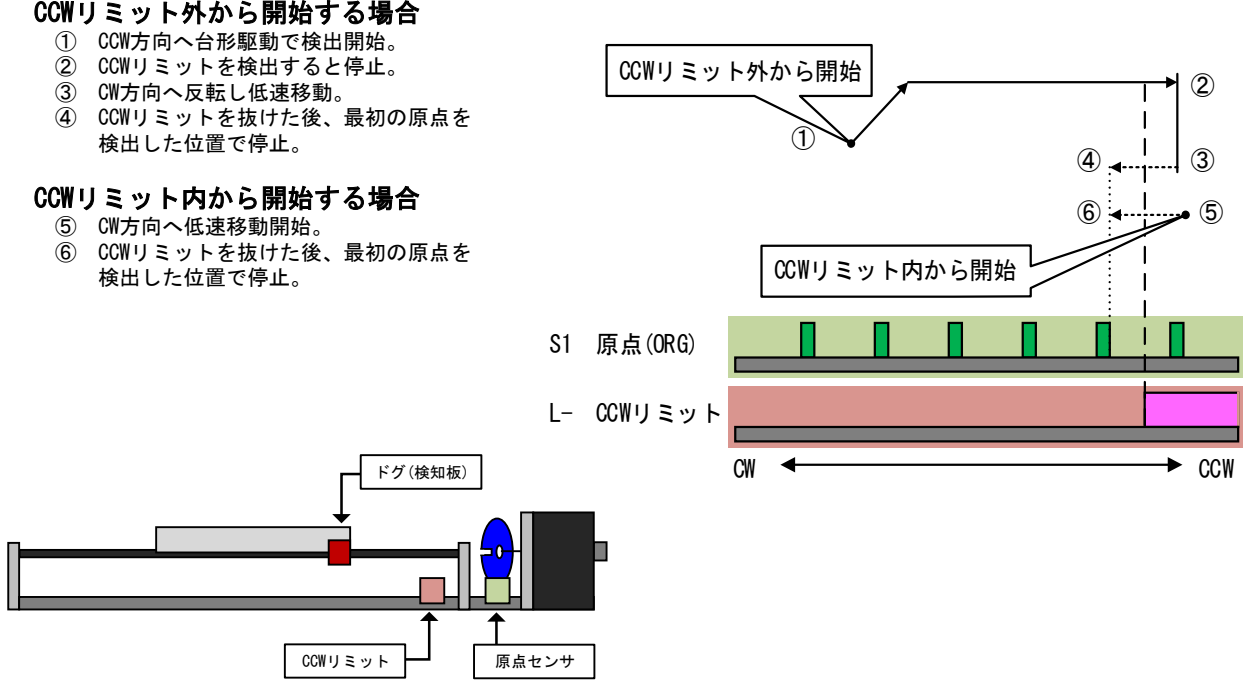 CCWリミット外から開始する場合
① CCW方向へ台形駆動で検出開始。
② CCWリミットを検出すると停止。
③ CW方向へ反転し低速移動。
④ CCWリミットを抜けた後、最初の原点を
検出した位置で停止。
CCWリミット内から開始する場合
⑤ CW方向へ低速移動開始。
⑥ CCWリミットを抜けた後、最初の原点を
検出した位置で停止。
CCWリミット外から開始
①
②
④
③
⑥
⑤
CCWリミット内から開始
S1 原点(ORG)
L- CCWリミット
CW
CCW
ドグ(検知板)
CCWリミット
原点センサ